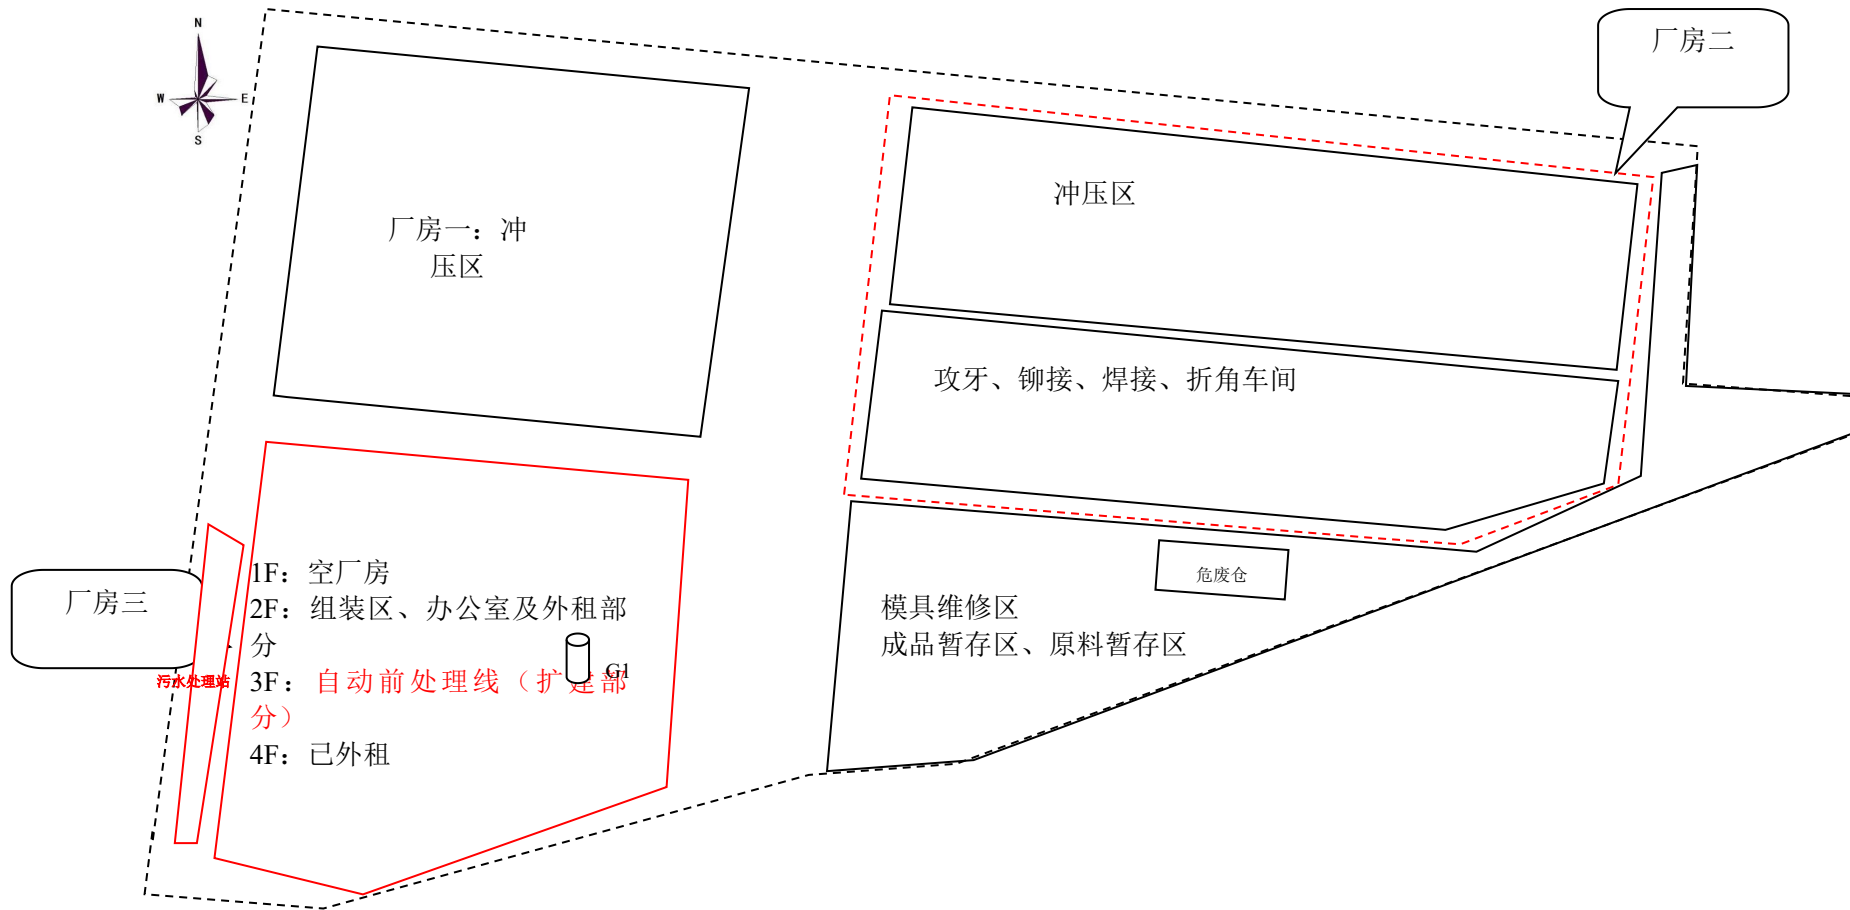 N
W
E
S
厂房二
冲压区
厂房一：冲
压区
攻牙、铆接、焊接、折角车间
1F：空厂房
2F：组装区、办公室及外租部
分
3F：自动前处理线（扩建部
分）
4F：已外租
G1
厂房三
污水处理站
危废仓
模具维修区
成品暂存区、原料暂存区